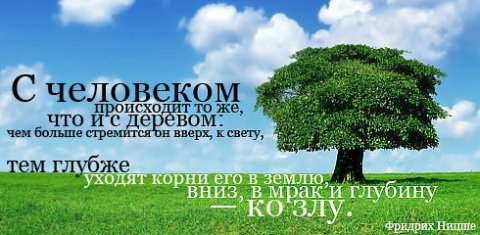 С человеком
происходит то же,
что и с деревом:
чем больше стремится он вверх, к свету,
тем глубже
уходят корни его в землю,
вниз, в мрак и глубину
— ко злу.
Фридрих Ницше